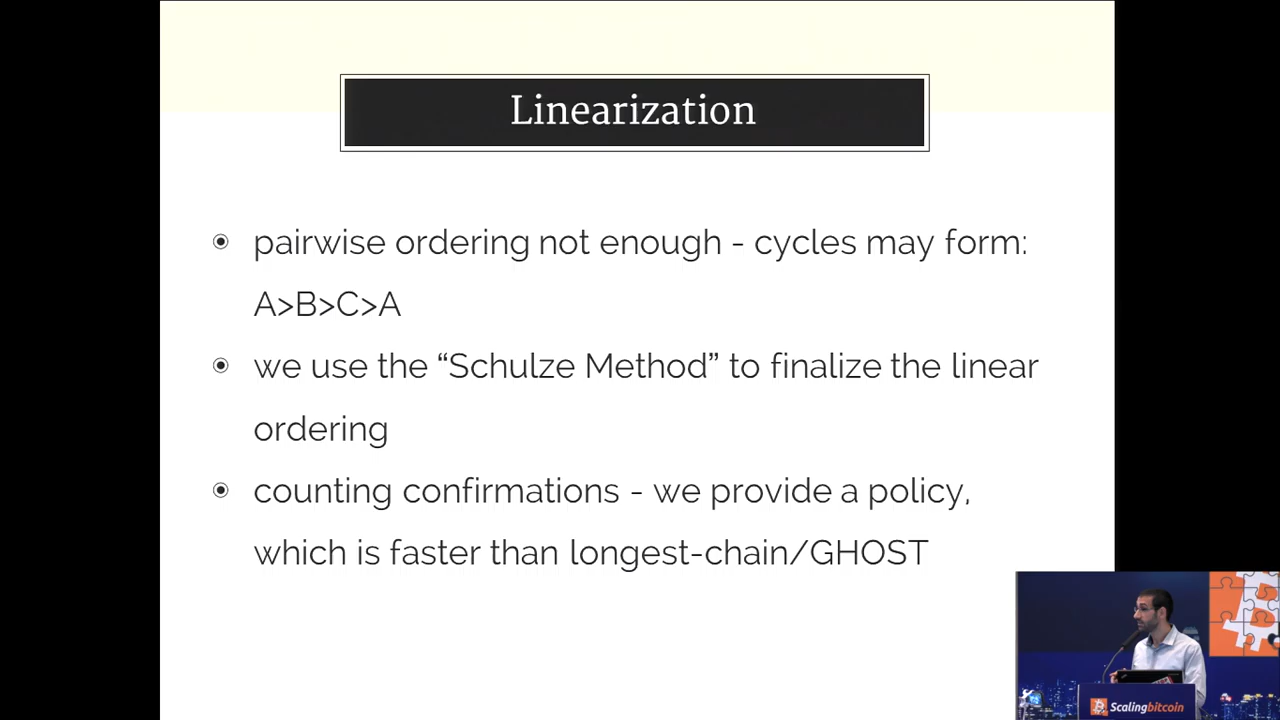 Linearization
pairwise ordering not enough - cycles may form:
A>B>C>A
we use the “Schulze Method” to finalize the linear
ordering
counting confirmations - we provide a policy,
which is faster than longest-chain/GHOST
Scalingbitcoin